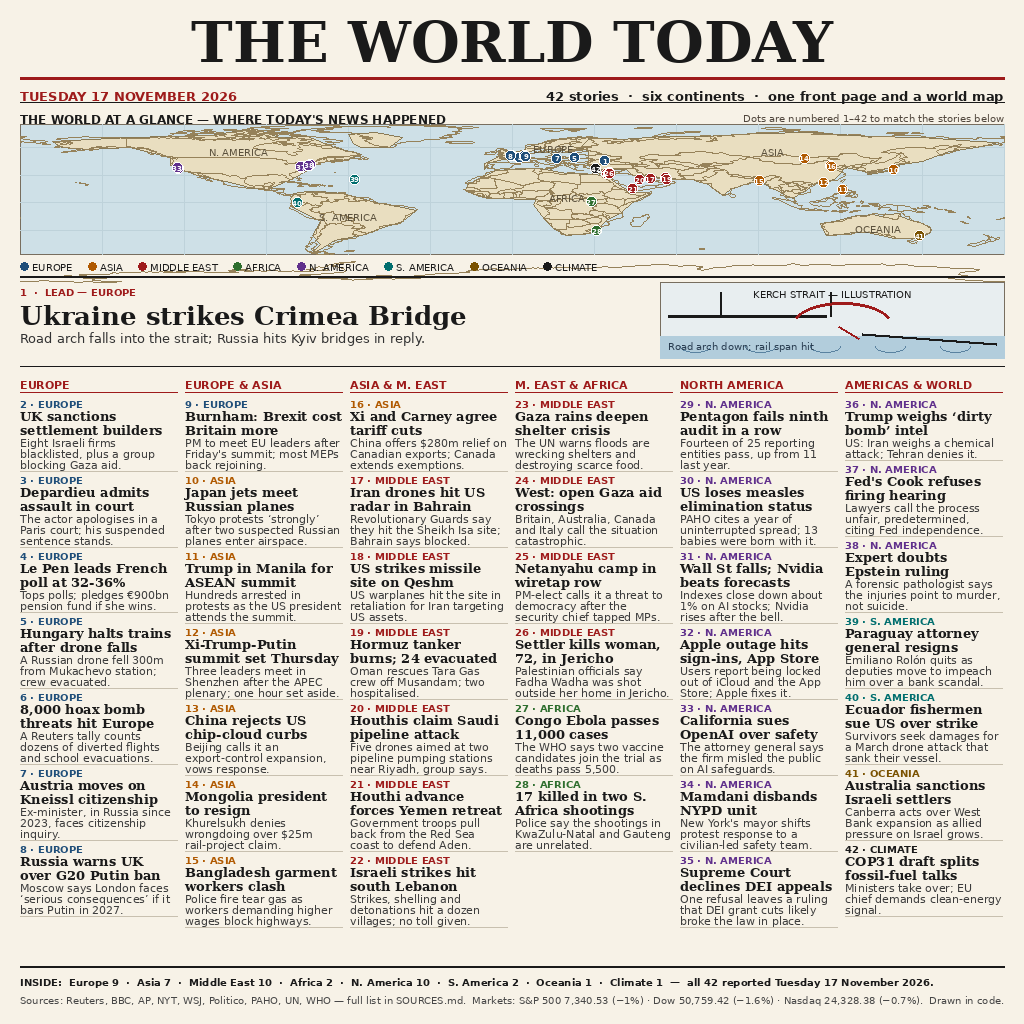 THE WORLD TODAY
TUESDAY 17 NOVEMBER 2026
42 stories · six continents · one front page and a world map
THE WORLD AT A GLANCE — WHERE TODAY'S NEWS HAPPENED
Dots are numbered 1–42 to match the stories below
N. AMERICA
EUROPE
ASIA
AFRICA
S. AMERICA
OCEANIA
EUROPE
ASIA
MIDDLE EAST
AFRICA
N. AMERICA
S. AMERICA
OCEANIA
CLIMATE
1 · LEAD — EUROPE
Ukraine strikes Crimea Bridge
Road arch falls into the strait; Russia hits Kyiv bridges in reply.
KERCH STRAIT — ILLUSTRATION
Road arch down; rail span hit
EUROPE
2 · EUROPE
UK sanctions
settlement builders
Eight Israeli firms
blacklisted, plus a group
blocking Gaza aid.
3 · EUROPE
Depardieu admits
assault in court
The actor apologises in a
Paris court; his suspended
sentence stands.
4 · EUROPE
Le Pen leads French
poll at 32-36%
Tops polls; pledges €900bn
pension fund if she wins.
5 · EUROPE
Hungary halts trains
after drone falls
A Russian drone fell 300m
from Mukachevo station;
crew evacuated.
6 · EUROPE
8,000 hoax bomb
threats hit Europe
A Reuters tally counts
dozens of diverted flights
and school evacuations.
7 · EUROPE
Austria moves on
Kneissl citizenship
Ex-minister, in Russia since
2023, faces citizenship
inquiry.
8 · EUROPE
Russia warns UK
over G20 Putin ban
Moscow says London faces
‘serious consequences’ if it
bars Putin in 2027.
EUROPE & ASIA
9 · EUROPE
Burnham: Brexit cost
Britain more
PM to meet EU leaders after
Friday's summit; most MEPs
back rejoining.
10 · ASIA
Japan jets meet
Russian planes
Tokyo protests ‘strongly’
after two suspected Russian
planes enter airspace.
11 · ASIA
Trump in Manila for
ASEAN summit
Hundreds arrested in
protests as the US president
attends the summit.
12 · ASIA
Xi-Trump-Putin
summit set Thursday
Three leaders meet in
Shenzhen after the APEC
plenary; one hour set aside.
13 · ASIA
China rejects US
chip-cloud curbs
Beijing calls it an
export-control expansion,
vows response.
14 · ASIA
Mongolia president
to resign
Khurelsukh denies
wrongdoing over $25m
rail-project claim.
15 · ASIA
Bangladesh garment
workers clash
Police fire tear gas as
workers demanding higher
wages block highways.
ASIA & M. EAST
16 · ASIA
Xi and Carney agree
tariff cuts
China offers $280m relief on
Canadian exports; Canada
extends exemptions.
17 · MIDDLE EAST
Iran drones hit US
radar in Bahrain
Revolutionary Guards say
they hit the Sheikh Isa site;
Bahrain says blocked.
18 · MIDDLE EAST
US strikes missile
site on Qeshm
US warplanes hit the site in
retaliation for Iran targeting
US assets.
19 · MIDDLE EAST
Hormuz tanker
burns; 24 evacuated
Oman rescues Tara Gas
crew off Musandam; two
hospitalised.
20 · MIDDLE EAST
Houthis claim Saudi
pipeline attack
Five drones aimed at two
pipeline pumping stations
near Riyadh, group says.
21 · MIDDLE EAST
Houthi advance
forces Yemen retreat
Government troops pull
back from the Red Sea
coast to defend Aden.
22 · MIDDLE EAST
Israeli strikes hit
south Lebanon
Strikes, shelling and
detonations hit a dozen
villages; no toll given.
M. EAST & AFRICA
23 · MIDDLE EAST
Gaza rains deepen
shelter crisis
The UN warns floods are
wrecking shelters and
destroying scarce food.
24 · MIDDLE EAST
West: open Gaza aid
crossings
Britain, Australia, Canada
and Italy call the situation
catastrophic.
25 · MIDDLE EAST
Netanyahu camp in
wiretap row
PM-elect calls it a threat to
democracy after the
security chief tapped MPs.
26 · MIDDLE EAST
Settler kills woman,
72, in Jericho
Palestinian officials say
Fadha Wadha was shot
outside her home in Jericho.
27 · AFRICA
Congo Ebola passes
11,000 cases
The WHO says two vaccine
candidates join the trial as
deaths pass 5,500.
28 · AFRICA
17 killed in two S.
Africa shootings
Police say the shootings in
KwaZulu-Natal and Gauteng
are unrelated.
NORTH AMERICA
29 · N. AMERICA
Pentagon fails ninth
audit in a row
Fourteen of 25 reporting
entities pass, up from 11
last year.
30 · N. AMERICA
US loses measles
elimination status
PAHO cites a year of
uninterrupted spread; 13
babies were born with it.
31 · N. AMERICA
Wall St falls; Nvidia
beats forecasts
Indexes close down about
1% on AI stocks; Nvidia
rises after the bell.
32 · N. AMERICA
Apple outage hits
sign-ins, App Store
Users report being locked
out of iCloud and the App
Store; Apple fixes it.
33 · N. AMERICA
California sues
OpenAI over safety
The attorney general says
the firm misled the public
on AI safeguards.
34 · N. AMERICA
Mamdani disbands
NYPD unit
New York's mayor shifts
protest response to a
civilian-led safety team.
35 · N. AMERICA
Supreme Court
declines DEI appeals
One refusal leaves a ruling
that DEI grant cuts likely
broke the law in place.
AMERICAS & WORLD
36 · N. AMERICA
Trump weighs ‘dirty
bomb’ intel
US: Iran weighs a chemical
attack; Tehran denies it.
37 · N. AMERICA
Fed's Cook refuses
firing hearing
Lawyers call the process
unfair, predetermined,
citing Fed independence.
38 · N. AMERICA
Expert doubts
Epstein ruling
A forensic pathologist says
the injuries point to murder,
not suicide.
39 · S. AMERICA
Paraguay attorney
general resigns
Emiliano Rolón quits as
deputies move to impeach
him over a bank scandal.
40 · S. AMERICA
Ecuador fishermen
sue US over strike
Survivors seek damages for
a March drone attack that
sank their vessel.
41 · OCEANIA
Australia sanctions
Israeli settlers
Canberra acts over West
Bank expansion as allied
pressure on Israel grows.
42 · CLIMATE
COP31 draft splits
fossil-fuel talks
Ministers take over; EU
chief demands clean-energy
signal.
INSIDE: Europe 9 · Asia 7 · Middle East 10 · Africa 2 · N. America 10 · S. America 2 · Oceania 1 · Climate 1 — all 42 reported Tuesday 17 November 2026.
Sources: Reuters, BBC, AP, NYT, WSJ, Politico, PAHO, UN, WHO — full list in SOURCES.md. Markets: S&P 500 7,340.53 (−1%) · Dow 50,759.42 (−1.6%) · Nasdaq 24,328.38 (−0.7%). Drawn in code.